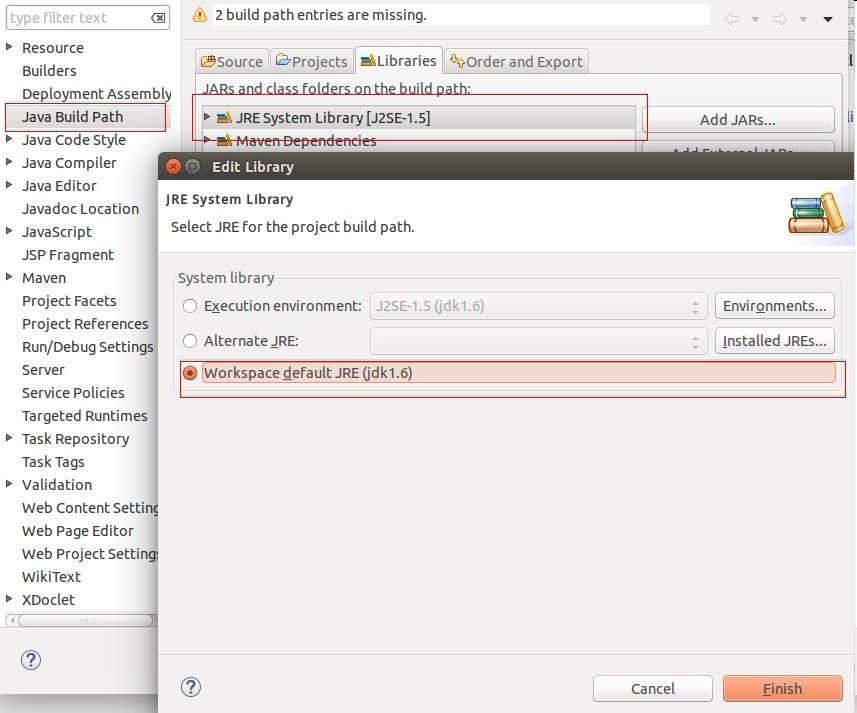 type filter text
Resource
Builders
Deployment Assembly
Java Build Path
Java Code Style
Java Compiler
Java Editor
Javadoc Location
JavaScript
JSP Fragment
Maven
Project Facets
Project References
Run/Debug Settings
Server
Service Policies
Targeted Runtimes
Task Repository
Task Tags
Validation
Web Content Setting
Web Page Editor
Web Project Settings
WikiText
XDoclet
2 build path entries are missing.
Source Projects Libraries Order and Export
JARs and class folders on the build path:
JRE System Library [J2SE-1.5]
Maven Dependencies
Add JARs...
Add External JARs...
Edit Library
JRE System LIbrary
Select JRE for the project build path.
System library
Execution environment: J2SE-1.5 (jdk1.6) Environments...
Alternate JRE: Installed JREs...
Workspace default JRE (jdk1.6)
Cancel Finish